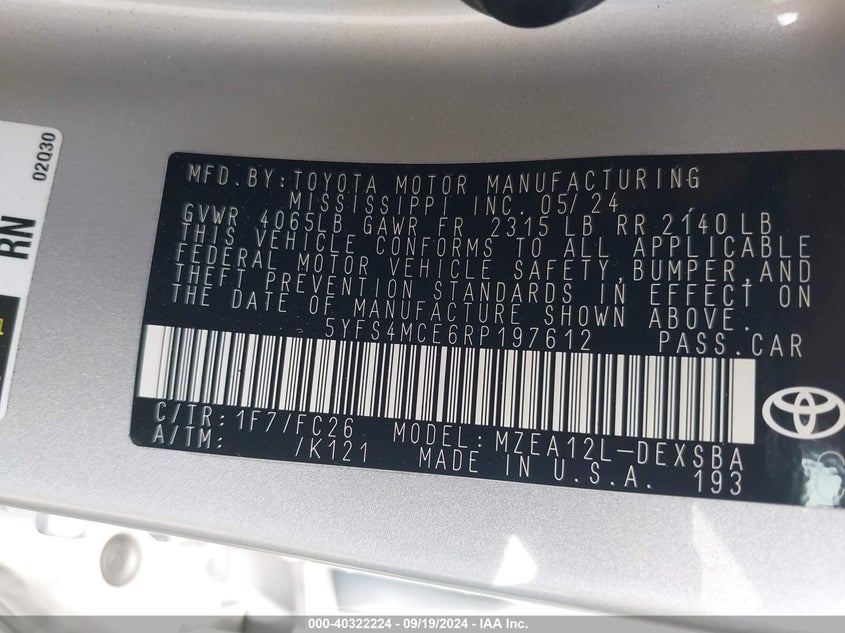 02Q30
RN
MFD.BY:TOYOTA MOTOR MANUFACTURING
MISSISSIPPI INC. 05/24
GVWR 4065LB GAWR FR 2315 LB RR 2140 LB
THIS VEHICLE CONFORMS TO ALL APPLICABLE
FEDERAL MOTOR VEHICLE SAFETY,BUMPER,AND
THEFT PREVENTION STANDARDS IN EFFECT ON
THE DATE OF MANUFACTURE SHOWN ABOVE.
5YFS4MCE6RP197612 PASS.CAR
C/TR: 1F7/FC26 MODEL: MZEA12L-DEXSBA
A/TM: /K121 MADE IN U.S.A. 193
000-40322224 - 09/19/2024 - IAA Inc.